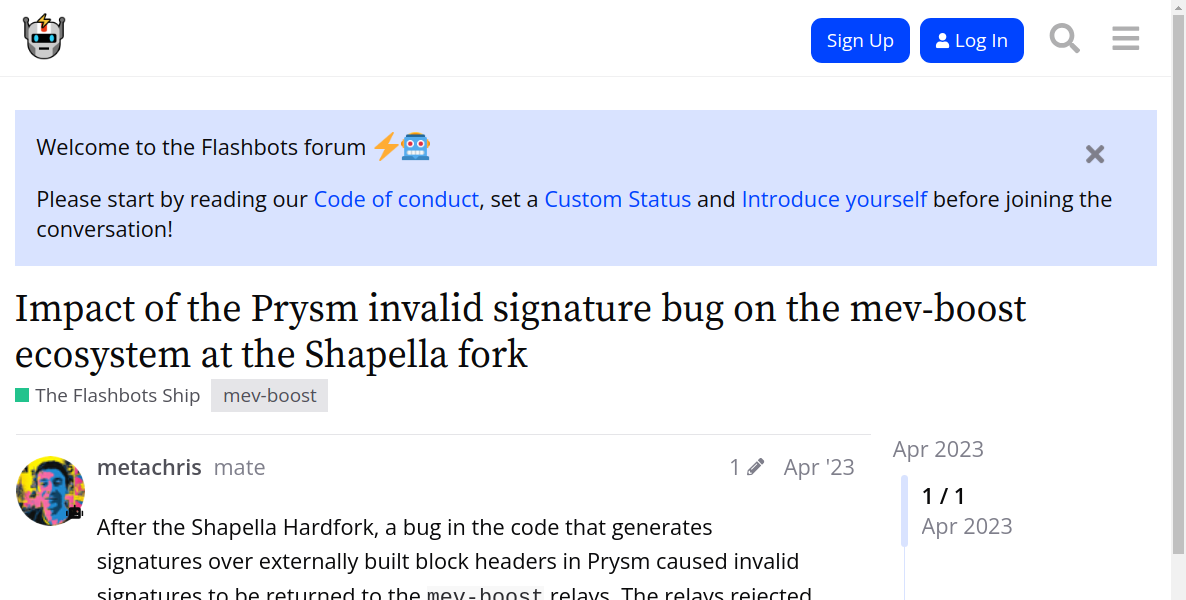 Sign Up
Log In
Welcome to the Flashbots forum
Please start by reading our Code of conduct, set a Custom Status and Introduce yourself before joining the
conversation!
Impact of the Prysm invalid signature bug on the mev-boost
ecosystem at the Shapella fork
The Flashbots Ship mev-boost
metachris mate 1 Apr '23
Apr 2023
1 / 1
Apr 2023
After the Shapella Hardfork, a bug in the code that generates
signatures over externally built block headers in Prysm caused invalid
signatures to be returned to the mev-boost relays. The relays rejected